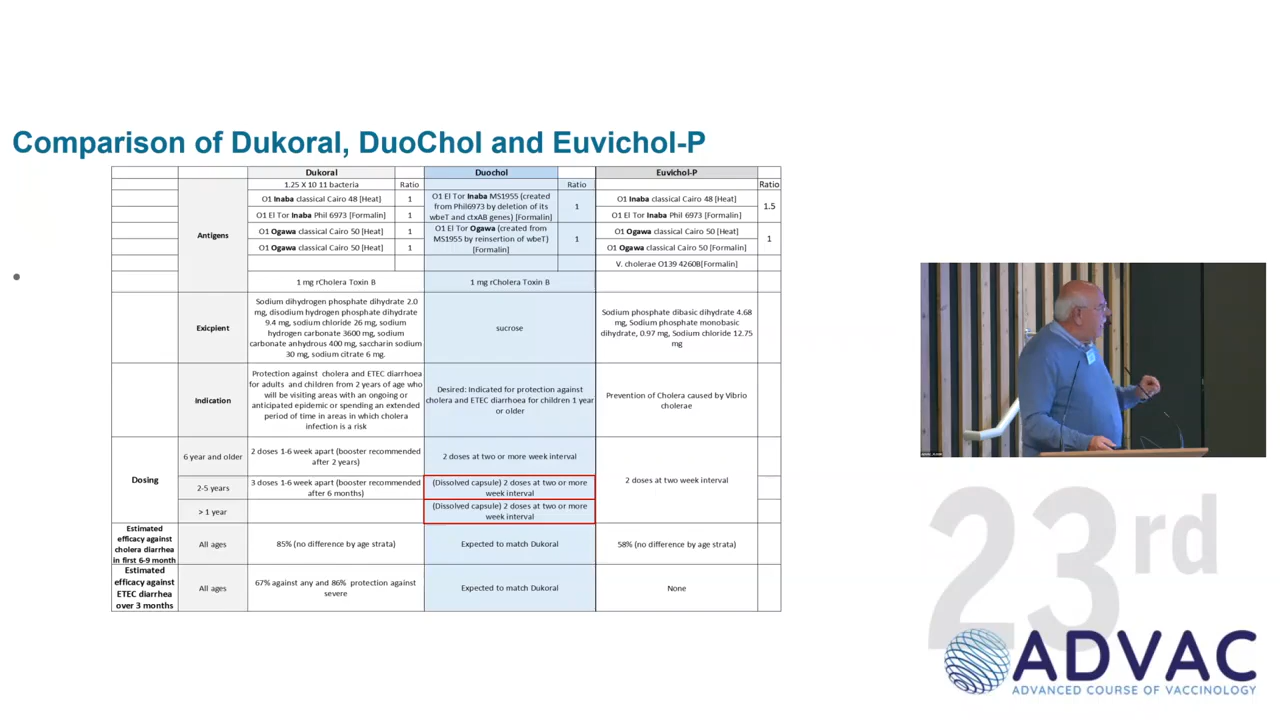 Comparison of Dukoral, DuoChol and Euvichol-P
Dukoral
Duochol
Euvichol-P
1.25 X 10 11 bacteria
Ratio
Ratio
Ratio
Antigens
O1 Inaba classical Cairo 48 [Heat]
1
O1 El Tor Inaba Phil 6973 [Formalin]
1
O1 Ogawa classical Cairo 50 [Heat]
1
O1 Ogawa classical Cairo 50 [Heat]
1
1 mg rCholera Toxin B
O1 El Tor Inaba MS1955 (created
from Phil6973 by deletion of its
wbeT and ctxAB genes) [Formalin]
1
O1 El Tor Ogawa (created from
MS1955 by reinsertion of wbeT)
[Formalin]
1
1 mg rCholera Toxin B
O1 Inaba classical Cairo 48 [Heat]
O1 El Tor Inaba Phil 6973 [Formalin]
1.5
O1 Ogawa classical Cairo 50 [Heat]
O1 Ogawa classical Cairo 50 [Formalin]
1
V. cholerae O139 4260B[Formalin]
Exicpient
Sodium dihydrogen phosphate dihydrate 2.0
mg, disodium hydrogen phosphate dihydrate
9.4 mg, sodium chloride 26 mg, sodium
hydrogen carbonate 3600 mg, sodium
carbonate anhydrous 400 mg, saccharin sodium
30 mg, sodium citrate 6 mg.
sucrose
Sodium phosphate dibasic dihydrate 4.68
mg, Sodium phosphate monobasic
dihydrate, 0.97 mg, Sodium chloride 12.75
mg
Indication
Protection against cholera and ETEC diarrhoea
for adults and children from 2 years of age who
will be visiting areas with an ongoing or
anticipated epidemic or spending an extended
period of time in areas in which cholera
infection is a risk
Desired: Indicated for protection against
cholera and ETEC diarrhoea for children 1 year
or older
Prevention of Cholera caused by Vibrio
cholerae
Dosing
6 year and older
2 doses 1-6 week apart (booster recommended
after 2 years)
2 doses at two or more week interval
2 doses at two week interval
2-5 years
3 doses 1-6 week apart (booster recommended
after 6 months)
(Dissolved capsule) 2 doses at two or more
week interval
> 1 year
(Dissolved capsule) 2 doses at two or more
week interval
Estimated
efficacy against
cholera diarrhea
in first 6-9 month
All ages
85% (no difference by age strata)
Expected to match Dukoral
58% (no difference by age strata)
Estimated
efficacy against
ETEC diarrhea
over 3 months
All ages
67% against any and 86% protection against
severe
Expected to match Dukoral
None
23rd
ADVAC
ADVANCED COURSE OF VACCINOLOGY